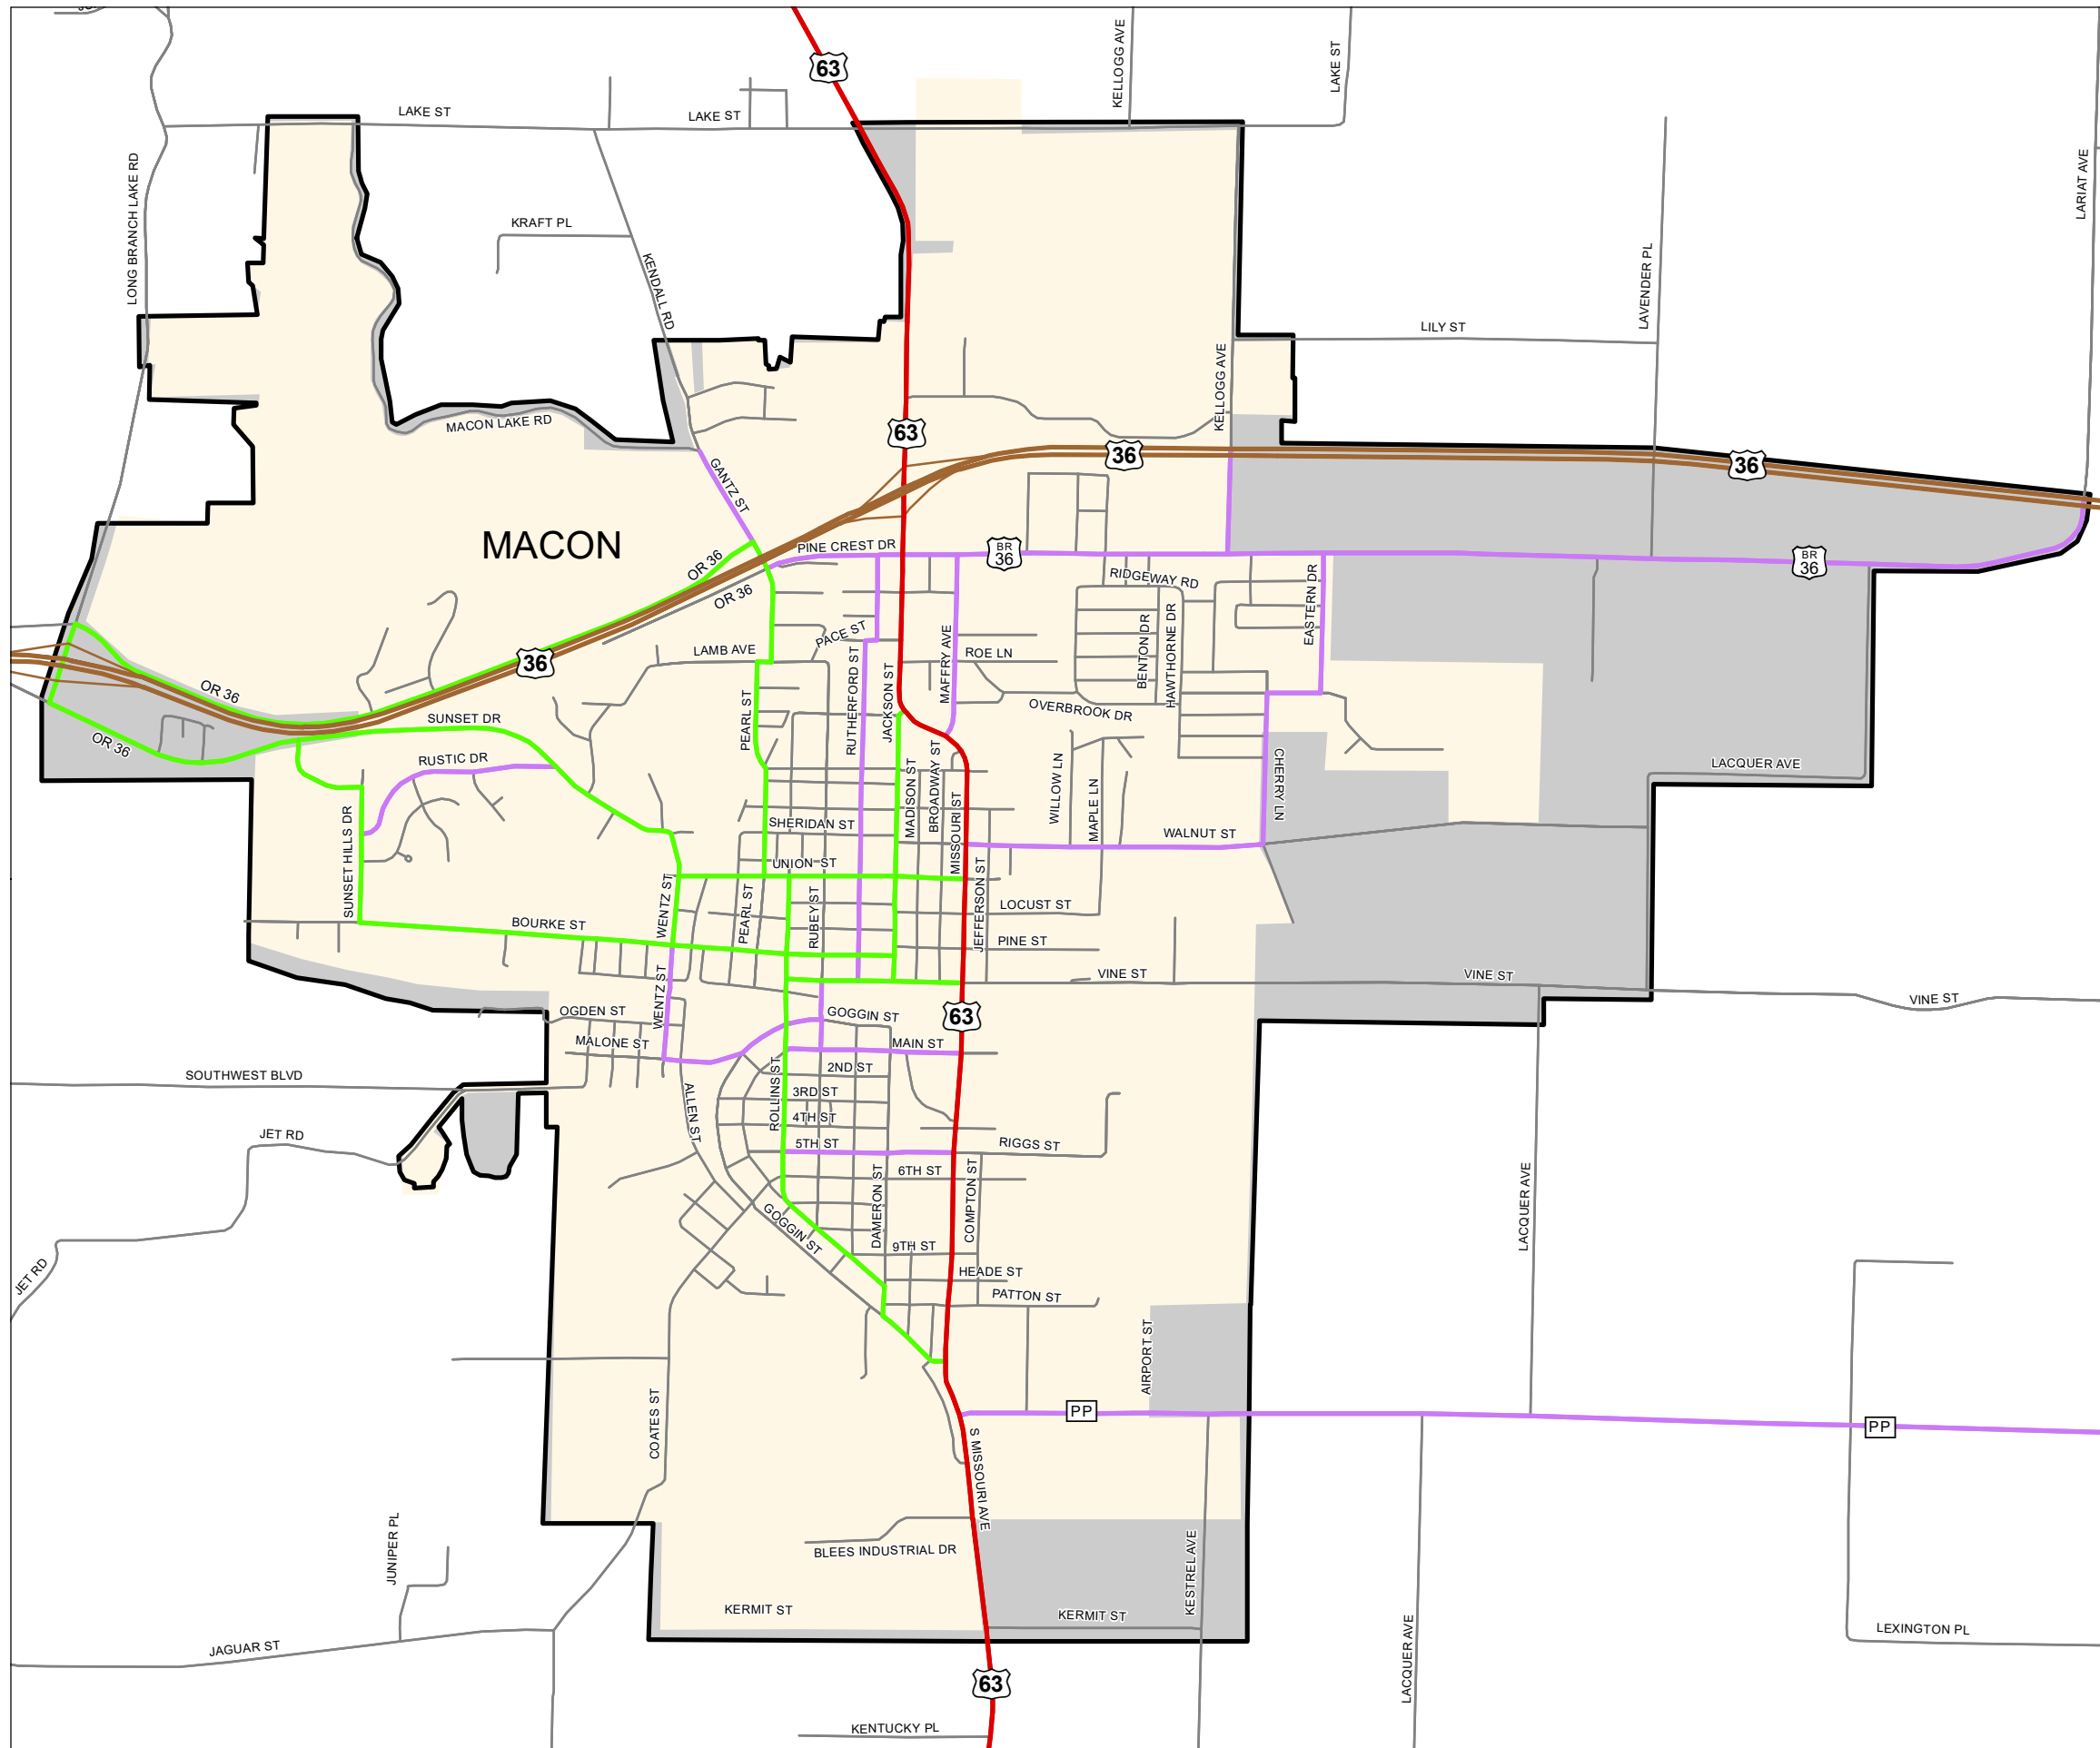 63
KELLOGG AVE
LAKE ST
LAKE ST
LAKE ST
LONG BRANCH LAKE RD
LARIAT AVE
KRAFT PL
KENDALL RD
LAVENDER PL
LILY ST
KELLOGG AVE
MACON LAKE RD
63
36
36
GANTZ ST
MACON
PINE CREST DR
BR
36
BR
36
OR 36
OR 36
RIDGEWAY RD
EASTERN DR
PACE ST
BENTON DR
HAWTHORNE DR
LAMB AVE
ROE LN
MAFFRY AVE
36
OR 36
RUTHERFORD ST
JACKSON ST
PEARL ST
OVERBROOK DR
SUNSET DR
OR 36
RUSTIC DR
LACQUER AVE
CHERRY LN
WILLOW LN
MAPLE LN
MADISON ST
BROADWAY ST
MISSOURI ST
SHERIDAN ST
WALNUT ST
SUNSET HILLS DR
UNION ST
WENTZ ST
PEARL ST
RUBEY ST
JEFFERSON ST
LOCUST ST
BOURKE ST
PINE ST
VINE ST
VINE ST
VINE ST
WENTZ ST
OGDEN ST
GOGGIN ST
63
MALONE ST
MAIN ST
SOUTHWEST BLVD
2ND ST
ROLLINS ST
3RD ST
ALLEN ST
4TH ST
JET RD
5TH ST
RIGGS ST
6TH ST
DAMERON ST
COMPTON ST
LACQUER AVE
GOGGIN ST
9TH ST
JET RD
HEADE ST
PATTON ST
AIRPORT ST
COATES ST
PP
PP
S MISSOURI AVE
JUNIPER PL
BLEES INDUSTRIAL DR
KESTREL AVE
KERMIT ST
KERMIT ST
LEXINGTON PL
JAGUAR ST
LACQUER AVE
63
KENTUCKY PL